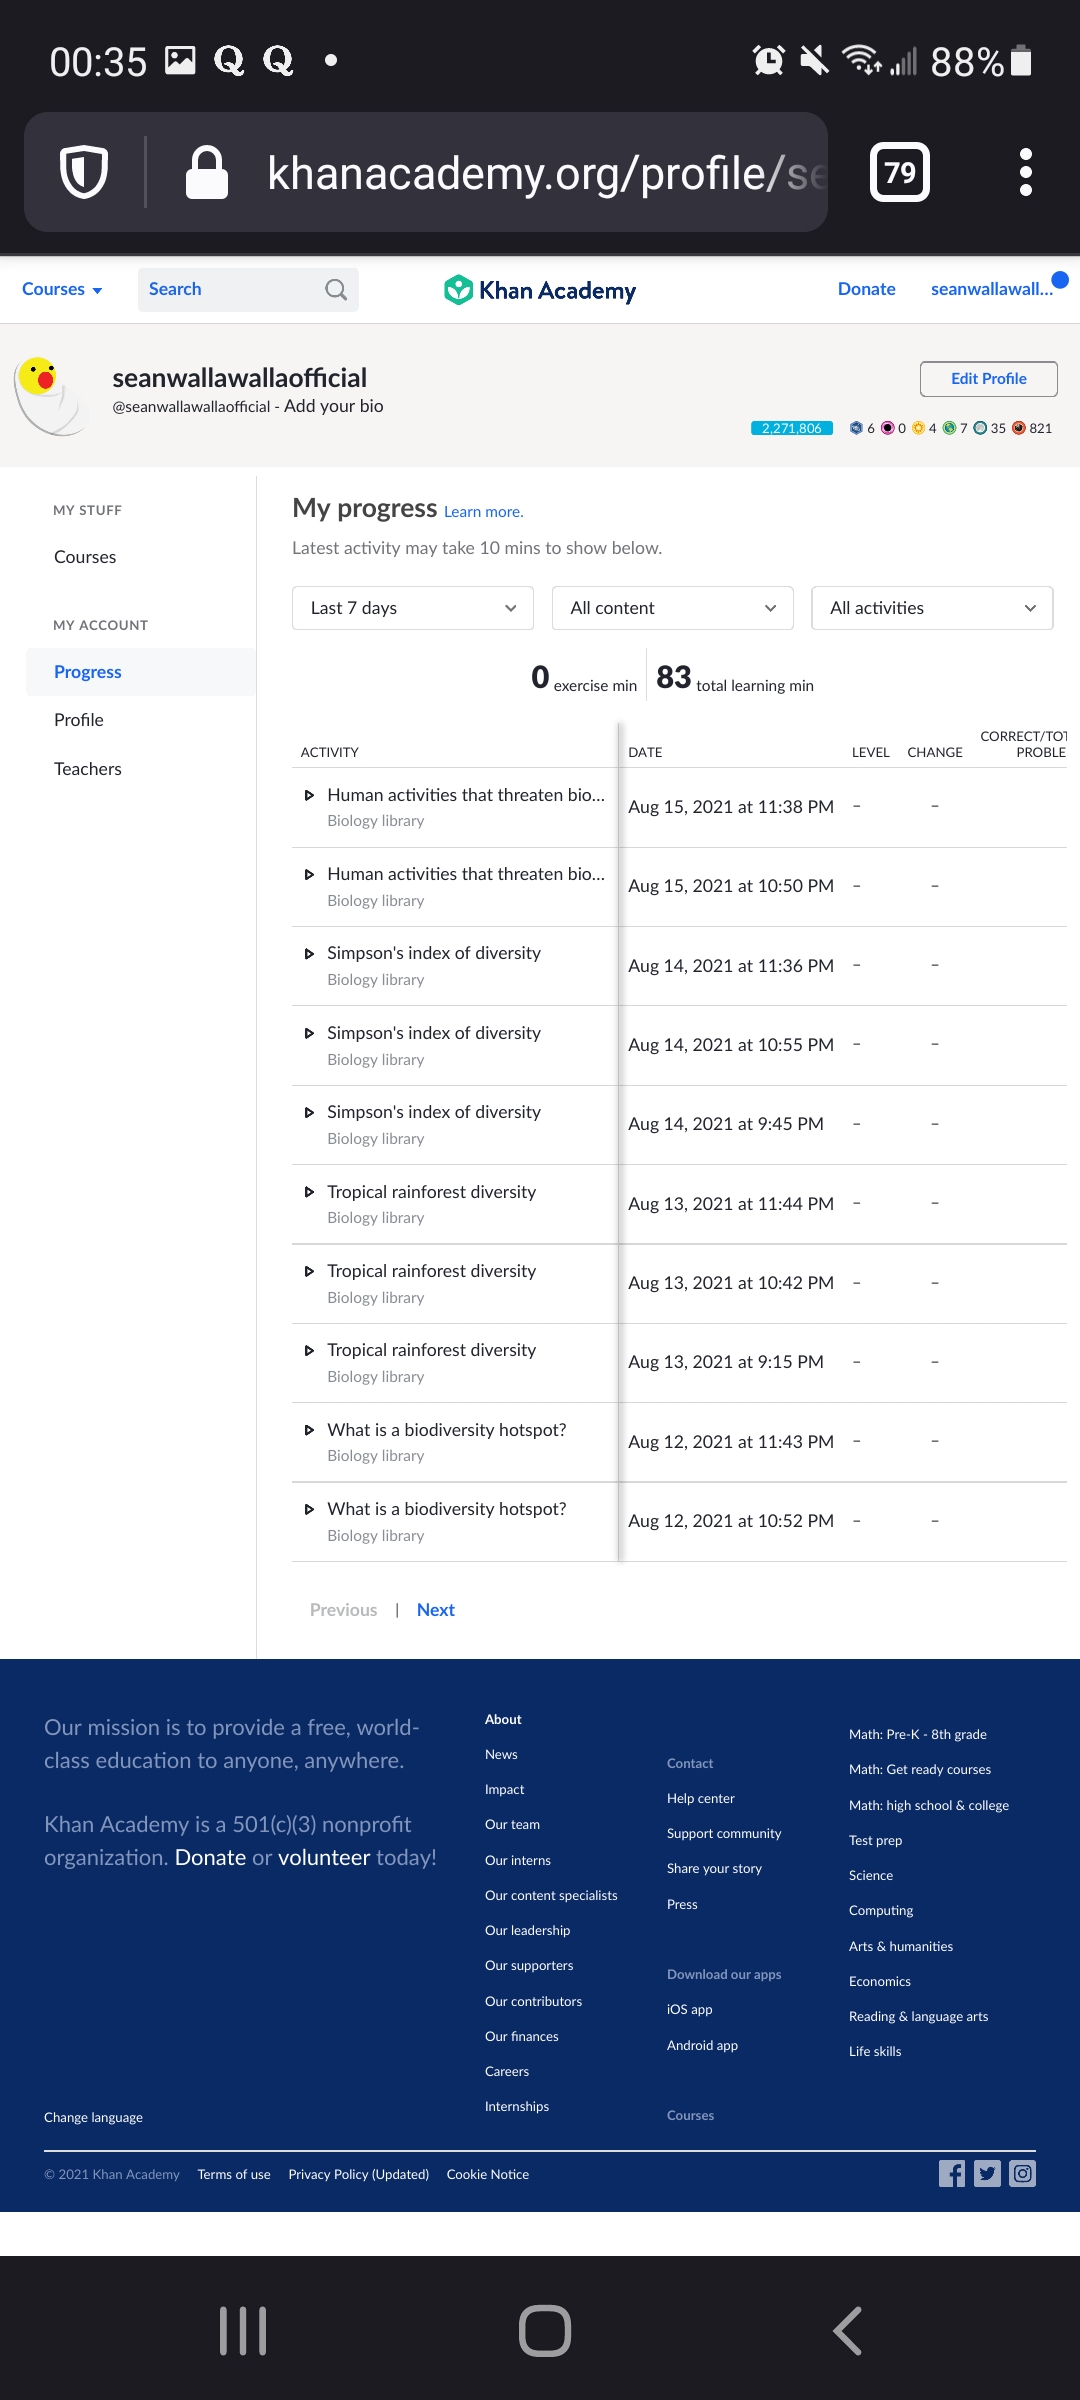 00:35 Q Q 88%
khanacademy.org/profile/se 79
Courses Search Khan Academy Donate seanwallawall...
seanwallawallaofficial
@seanwallawallaofficial - Add your bio
Edit Profile
2,271,806 6 0 4 7 35 821
MY STUFF
Courses
MY ACCOUNT
Progress
Profile
Teachers
My progress Learn more.
Latest activity may take 10 mins to show below.
Last 7 days All content All activities
0 exercise min 83 total learning min
ACTIVITY DATE LEVEL CHANGE CORRECT/TOT
PROBLE
Human activities that threaten bio... Aug 15, 2021 at 11:38 PM – –
Biology library
Human activities that threaten bio... Aug 15, 2021 at 10:50 PM – –
Biology library
Simpson's index of diversity Aug 14, 2021 at 11:36 PM – –
Biology library
Simpson's index of diversity Aug 14, 2021 at 10:55 PM – –
Biology library
Simpson's index of diversity Aug 14, 2021 at 9:45 PM – –
Biology library
Tropical rainforest diversity Aug 13, 2021 at 11:44 PM – –
Biology library
Tropical rainforest diversity Aug 13, 2021 at 10:42 PM – –
Biology library
Tropical rainforest diversity Aug 13, 2021 at 9:15 PM – –
Biology library
What is a biodiversity hotspot? Aug 12, 2021 at 11:43 PM – –
Biology library
What is a biodiversity hotspot? Aug 12, 2021 at 10:52 PM – –
Biology library
Previous | Next
Our mission is to provide a free, world-
class education to anyone, anywhere.
Khan Academy is a 501(c)(3) nonprofit
organization. Donate or volunteer today!
About
News
Impact
Our team
Our interns
Our content specialists
Our leadership
Our supporters
Our contributors
Our finances
Careers
Internships
Contact
Help center
Support community
Share your story
Press
Download our apps
iOS app
Android app
Courses
Math: Pre-K - 8th grade
Math: Get ready courses
Math: high school & college
Test prep
Science
Computing
Arts & humanities
Economics
Reading & language arts
Life skills
Change language
© 2021 Khan Academy Terms of use Privacy Policy (Updated) Cookie Notice